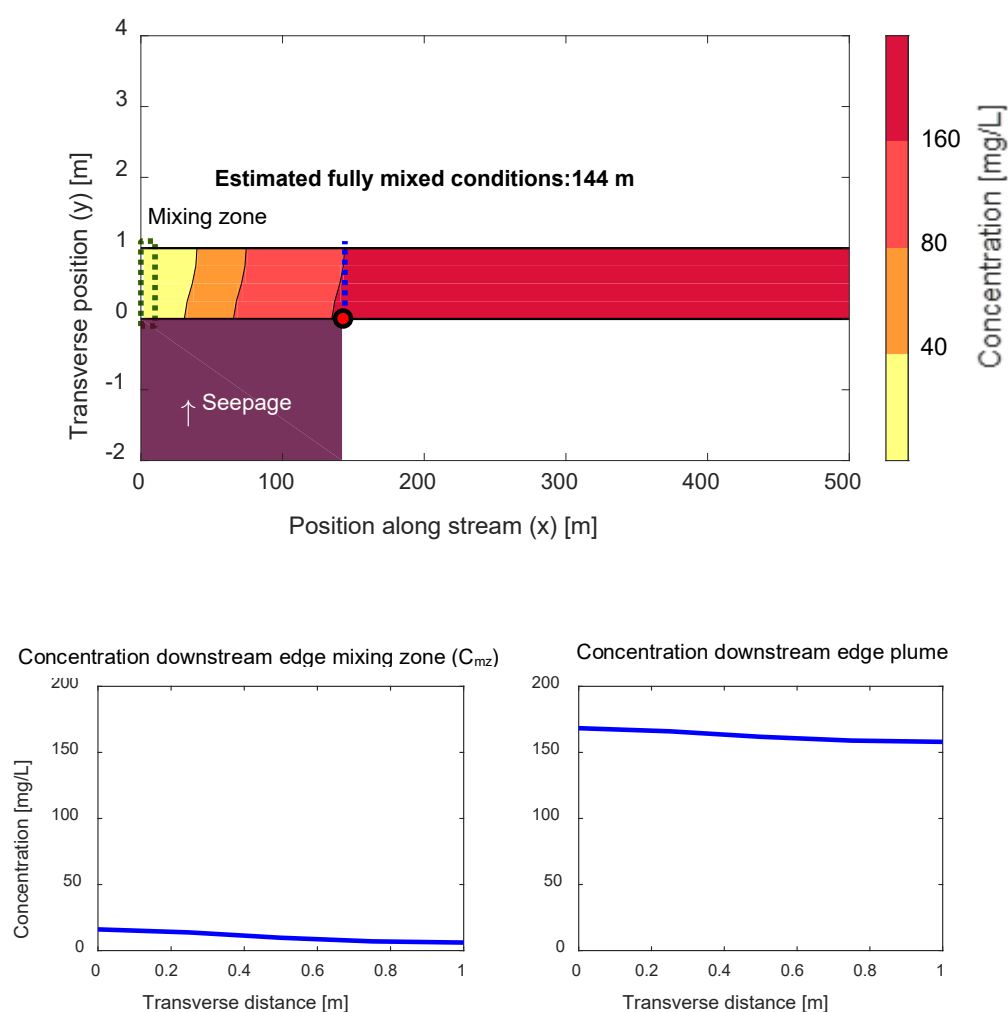 4
3
2
1
0
-1
-2
Transverse position (y) [m]
Estimated fully mixed conditions:144 m
Mixing zone
↑ Seepage
0 100 200 300 400 500
Position along stream (x) [m]
160
80
40
Concentration [mg/L]
Concentration downstream edge mixing zone (Cmz)
200
150
100
50
0
Concentration [mg/L]
0 0.2 0.4 0.6 0.8 1
Transverse distance [m]
Concentration downstream edge plume
200
150
100
50
0
0 0.2 0.4 0.6 0.8 1
Transverse distance [m]